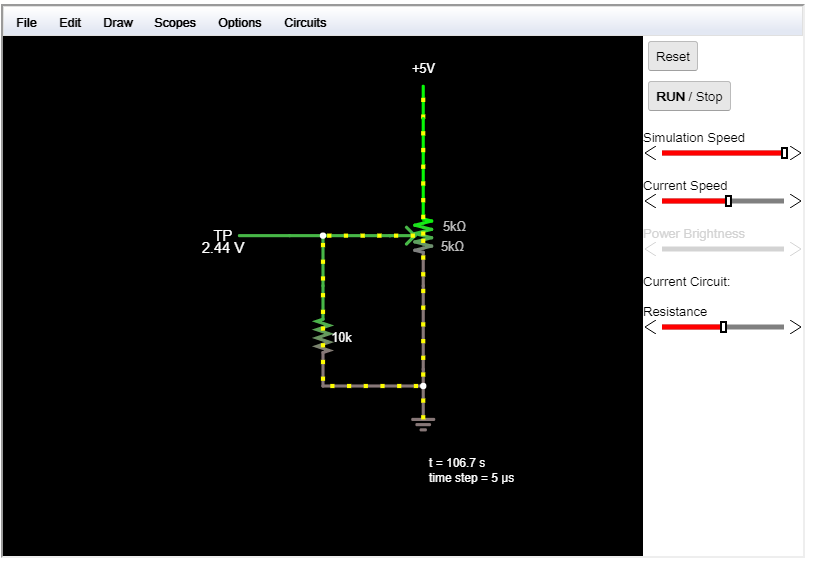 File Edit Draw Scopes Options Circuits
Reset
RUN / Stop
Simulation Speed
Current Speed
Power Brightness
Current Circuit:
Resistance
+5V
5kΩ
5kΩ
TP
2.44 V
10k
t = 106.7 s
time step = 5 μs